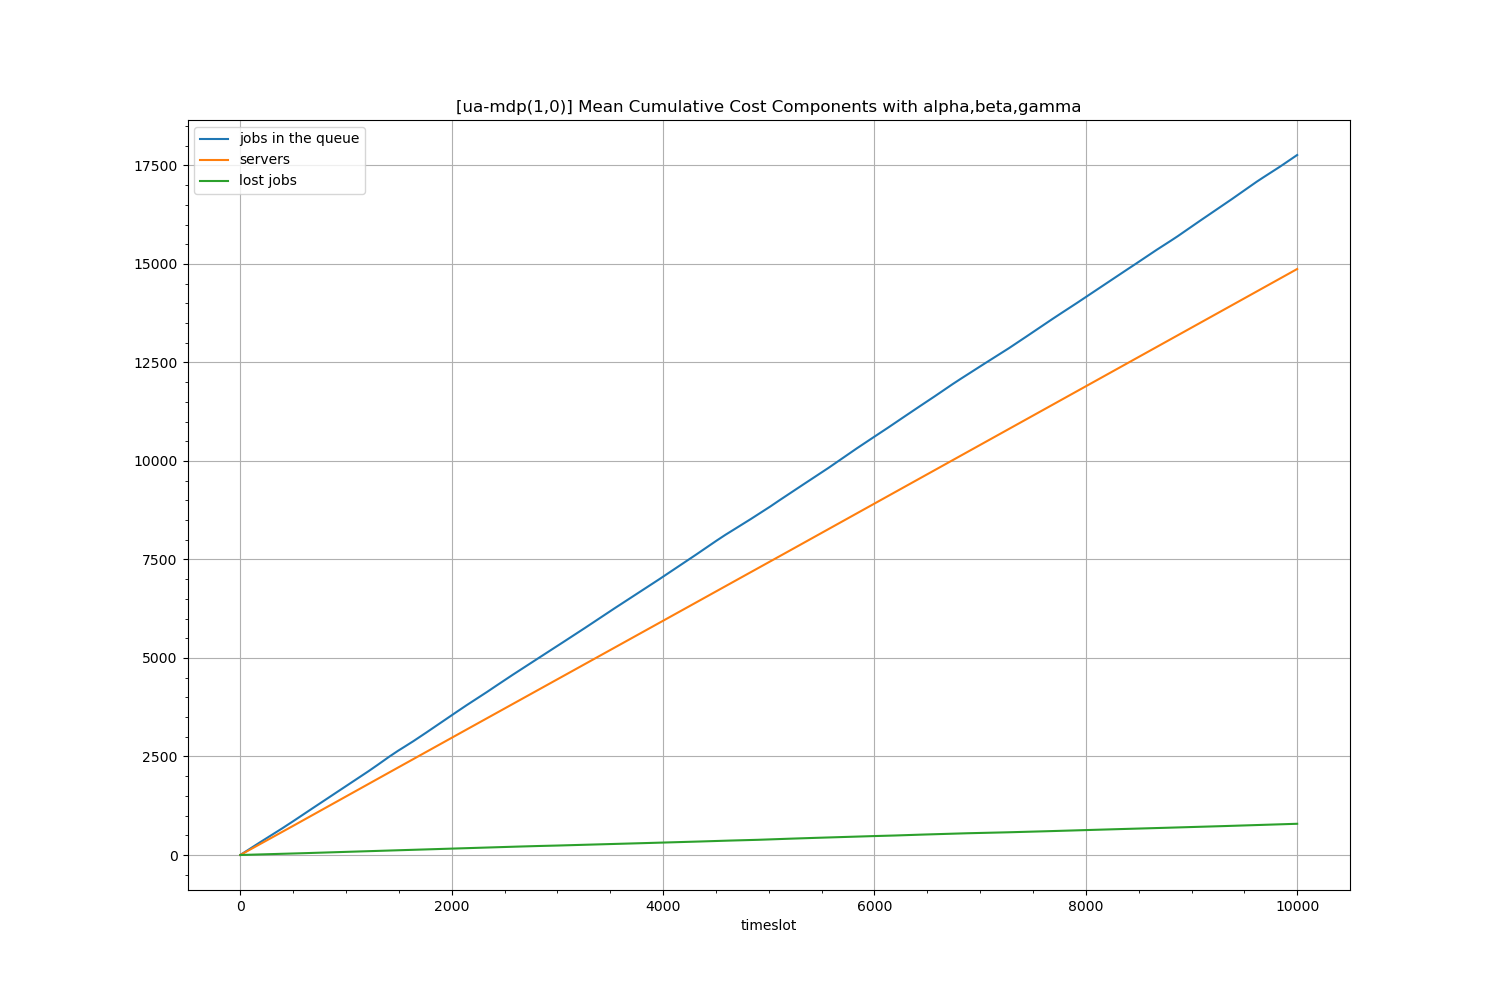 [ua-mdp(1,0)] Mean Cumulative Cost Components with alpha,beta,gamma
jobs in the queue
servers
lost jobs
17500
15000
12500
10000
7500
5000
2500
0
0 2000 4000 6000 8000 10000
timeslot